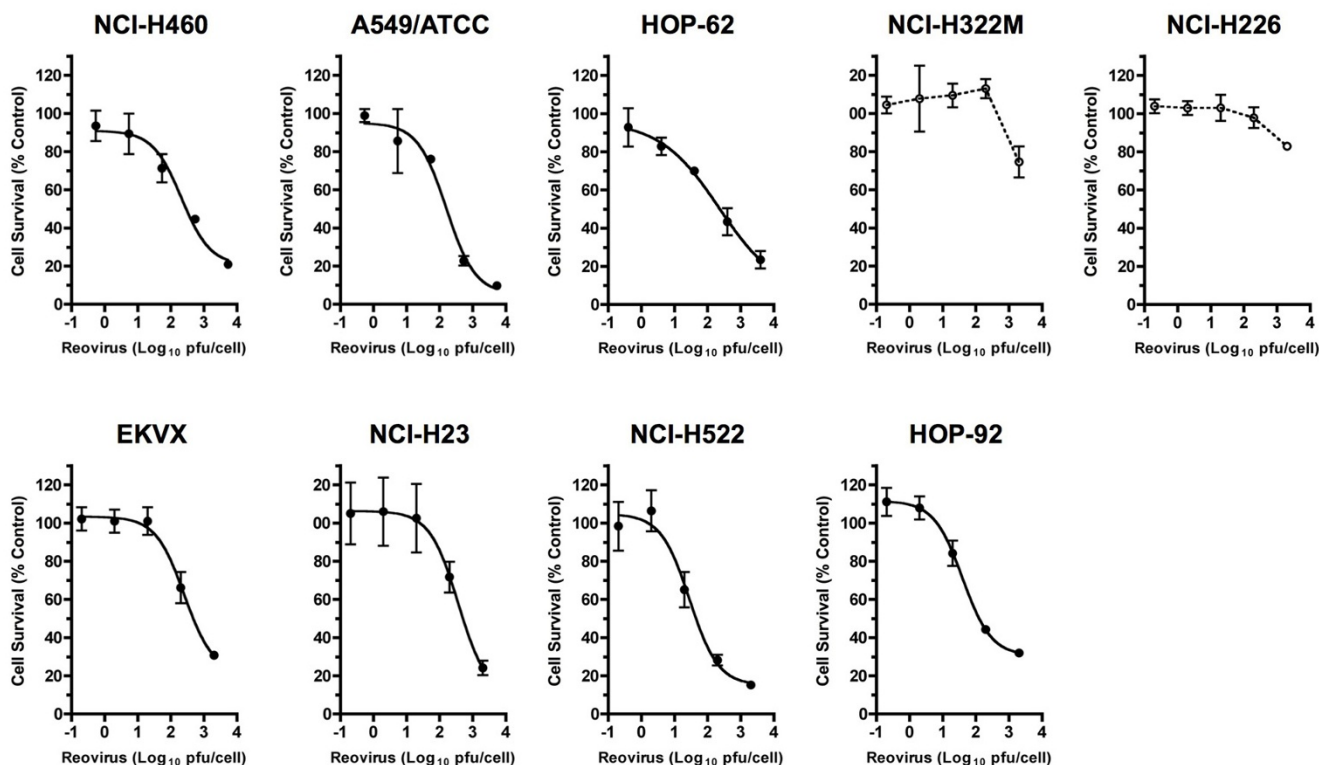 NCI-H460 A549/ATCC HOP-62 NCI-H322M NCI-H226
Cell Survival (% Control) 120 100 80 60 40 20 0
-1 0 1 2 3 4
Reovirus (Log10 pfu/cell)
Cell Survival (% Control) 120 100 80 60 40 20 0
-1 0 1 2 3 4
Reovirus (Log10 pfu/cell)
Cell Survival (% Control) 120 100 80 60 40 20 0
-1 0 1 2 3 4
Reovirus (Log10 pfu/cell)
Cell Survival (% Control) 20 00 80 60 40 20 0
-1 0 1 2 3 4
Reovirus (Log10 pfu/cell)
Cell Survival (% Control) 120 100 80 60 40 20 0
-1 0 1 2 3 4
Reovirus (Log10 pfu/cell)
EKVX NCI-H23 NCI-H522 HOP-92
Cell Survival (% Control) 120 100 80 60 40 20 0
-1 0 1 2 3 4
Reovirus (Log10 pfu/cell)
Cell Survival (% Control) 20 00 80 60 40 20 0
-1 0 1 2 3 4
Reovirus (Log10 pfu/cell)
Cell Survival (% Control) 120 100 80 60 40 20 0
-1 0 1 2 3 4
Reovirus (Log10 pfu/cell)
Cell Survival (% Control) 120 100 80 60 40 20 0
-1 0 1 2 3 4
Reovirus (Log10 pfu/cell)